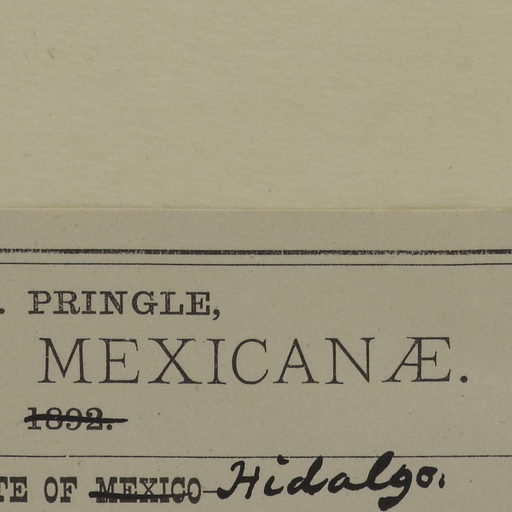 . PRINGLE,
MEXICANÆ.
1892.
TE OF MEXICO Hidalgo.